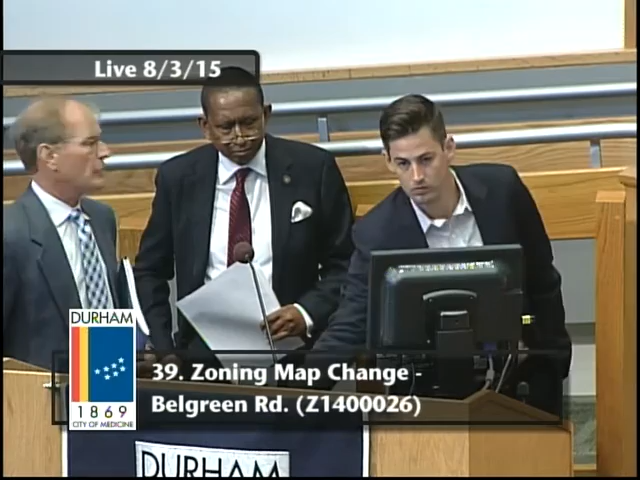 Live 8/3/15
DURHAM
1869
CITY OF MEDICINE
39. Zoning Map Change -
Belgreen Rd. (Z1400026)
DURHAM